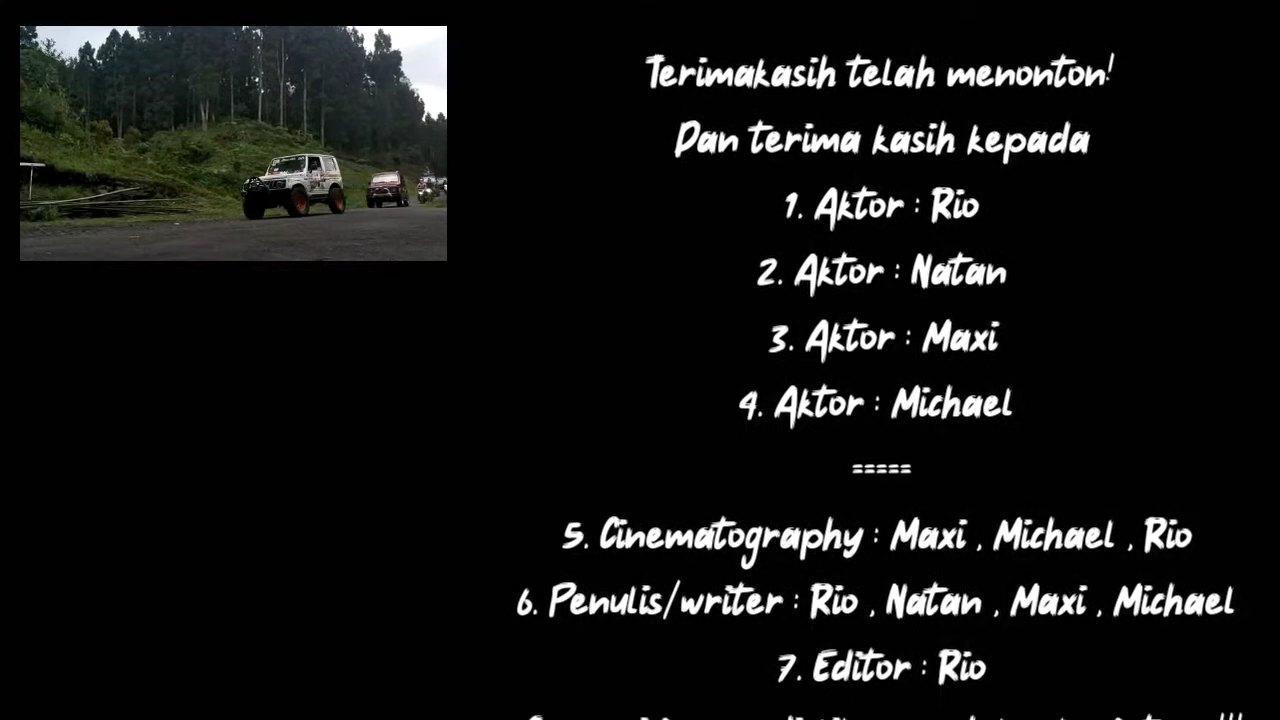 Terimakasih telah menonton!
Dan terima kasih kepada
1. Aktor : Rio
2. Aktor : Natan
3. Aktor : Maxi
4. Aktor : Michael
=====
5. Cinematography : Maxi , Michael , Rio
6. Penulis/writer : Rio , Natan , Maxi , Michael
7. Editor : Rio